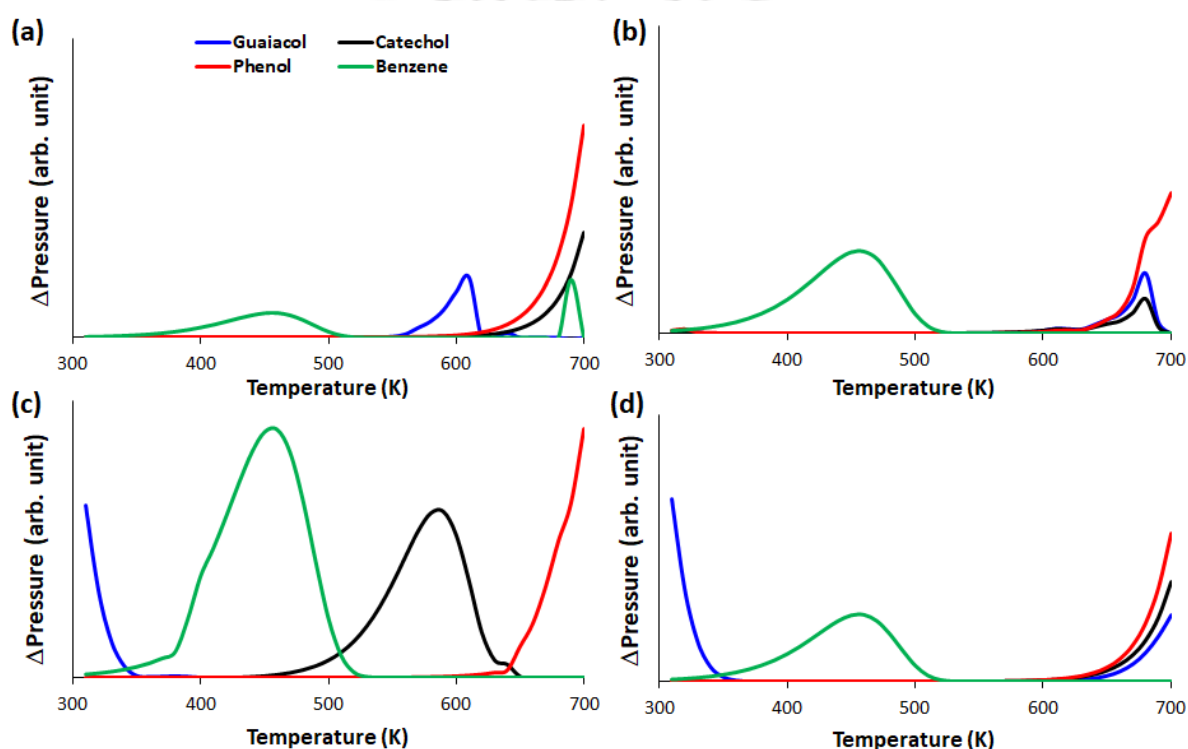 (a)
Guaiacol
Catechol
Phenol
Benzene
ΔPressure (arb. unit)
300 400 500 600 700
Temperature (K)
(b)
ΔPressure (arb. unit)
300 400 500 600 700
Temperature (K)
(c)
ΔPressure (arb. unit)
300 400 500 600 700
Temperature (K)
(d)
ΔPressure (arb. unit)
300 400 500 600 700
Temperature (K)